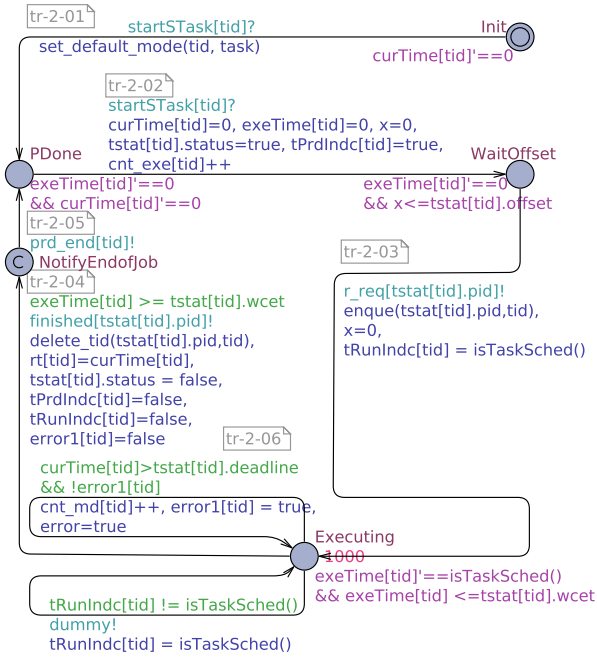 tr-2-01
startSTask[tid]?
Init
set_default_mode(tid, task)
curTime[tid]'==0
tr-2-02
startSTask[tid]?
curTime[tid]=0, exeTime[tid]=0, x=0,
tstat[tid].status=true, tPrdIndc[tid]=true,
cnt_exe[tid]++
PDone
WaitOffset
exeTime[tid]'==0
&& curTime[tid]'==0
exeTime[tid]'==0
&& x<=tstat[tid].offset
tr-2-05
prd_end[tid]!
C
NotifyEndofJob
tr-2-03
r_req[tstat[tid].pid]!
enque(tstat[tid].pid,tid),
x=0,
tRunIndc[tid] = isTaskSched()
tr-2-04
exeTime[tid] >= tstat[tid].wcet
finished[tstat[tid].pid]!
delete_tid(tstat[tid].pid,tid),
rt[tid]=curTime[tid],
tstat[tid].status = false,
tPrdIndc[tid]=false,
tRunIndc[tid]=false,
error1[tid]=false
tr-2-06
curTime[tid]>tstat[tid].deadline
&& !error1[tid]
cnt_md[tid]++, error1[tid] = true,
error=true
Executing
1000
exeTime[tid]'==isTaskSched()
&& exeTime[tid] <=tstat[tid].wcet
tRunIndc[tid] != isTaskSched()
dummy!
tRunIndc[tid] = isTaskSched()